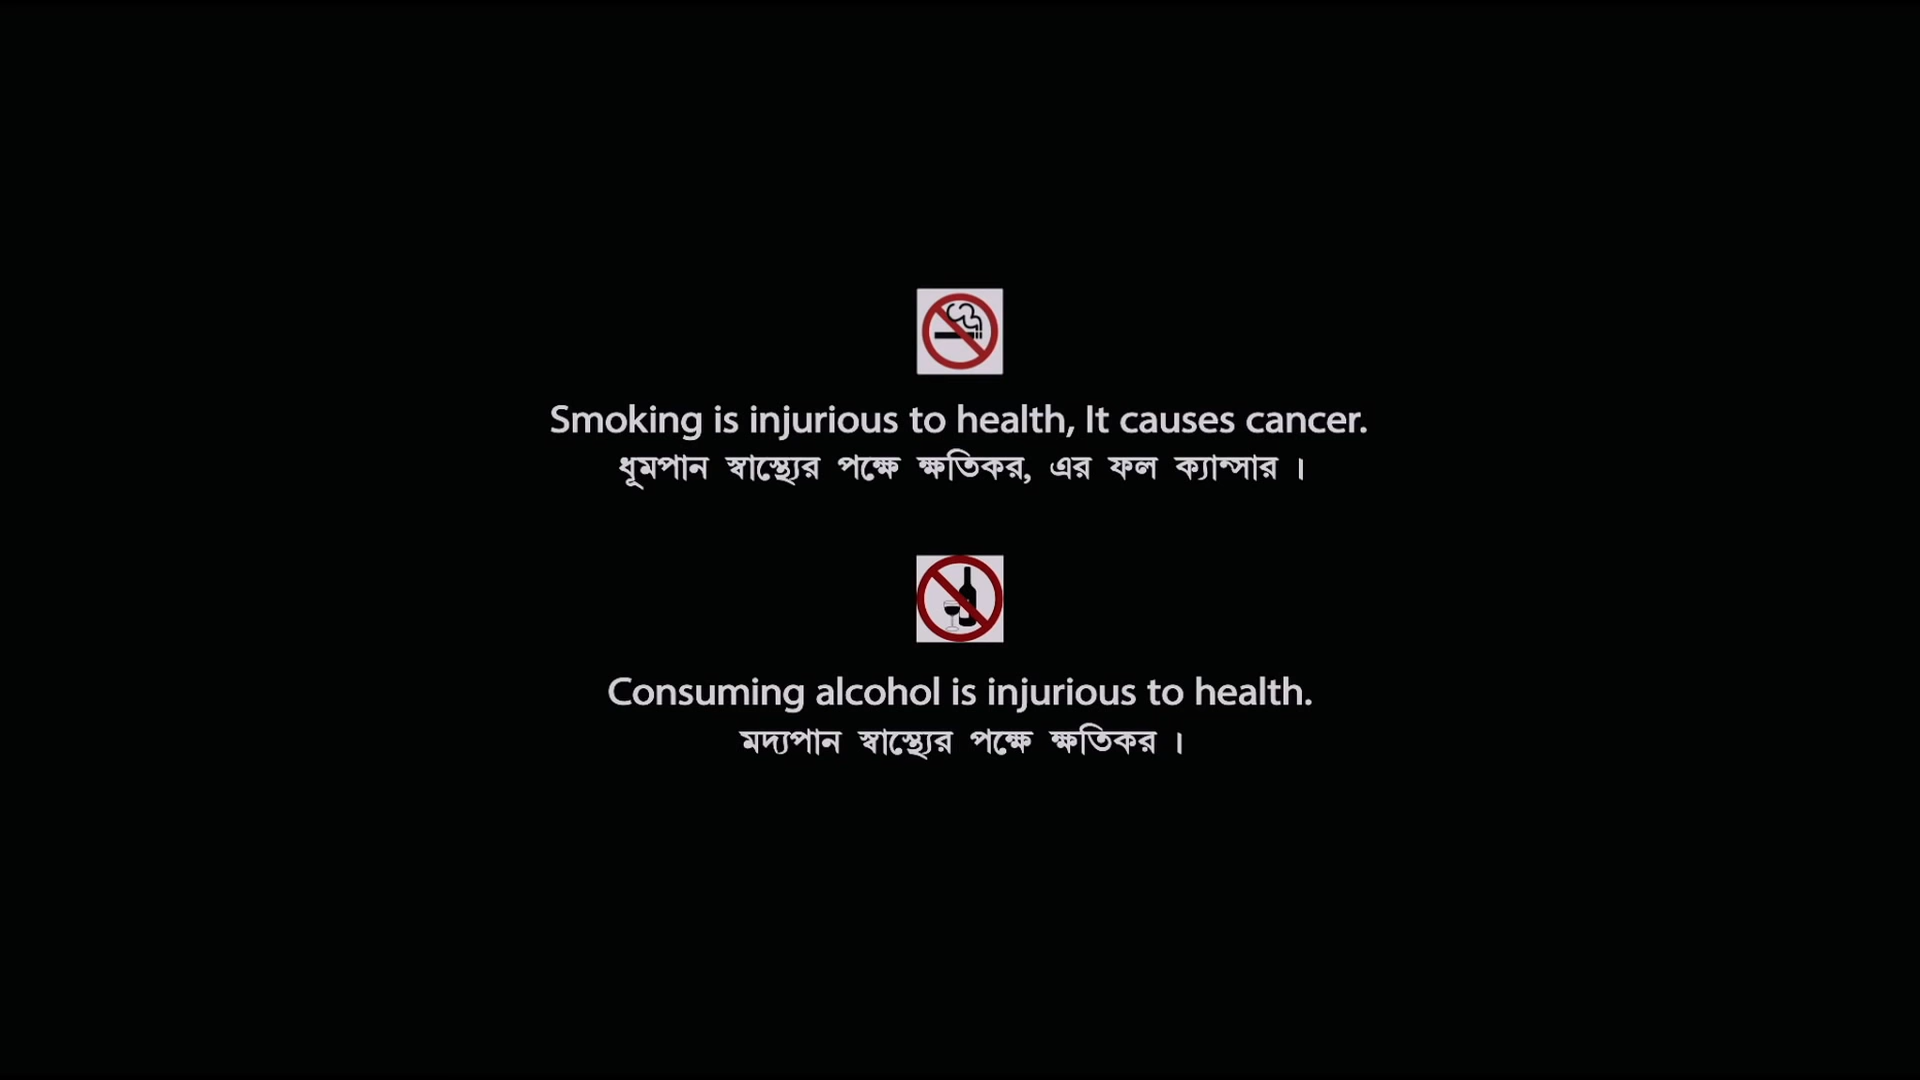 Smoking is injurious to health, It causes cancer.
ধূমপান স্বাস্থ্যের পক্ষে ক্ষতিকর, এর ফল ক্যান্সার ।
Consuming alcohol is injurious to health.
মদ্যপান স্বাস্থ্যের পক্ষে ক্ষতিকর ।